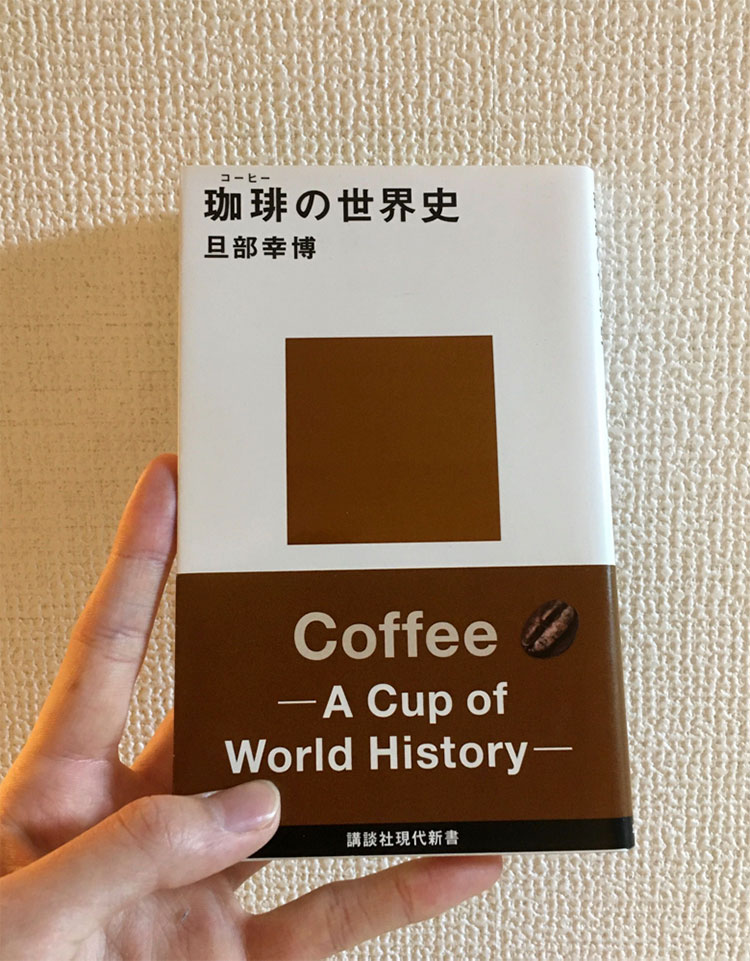 コーヒー
珈琲の世界史
旦部幸博
Coffee
—A Cup of
World History—
講談社現代新書